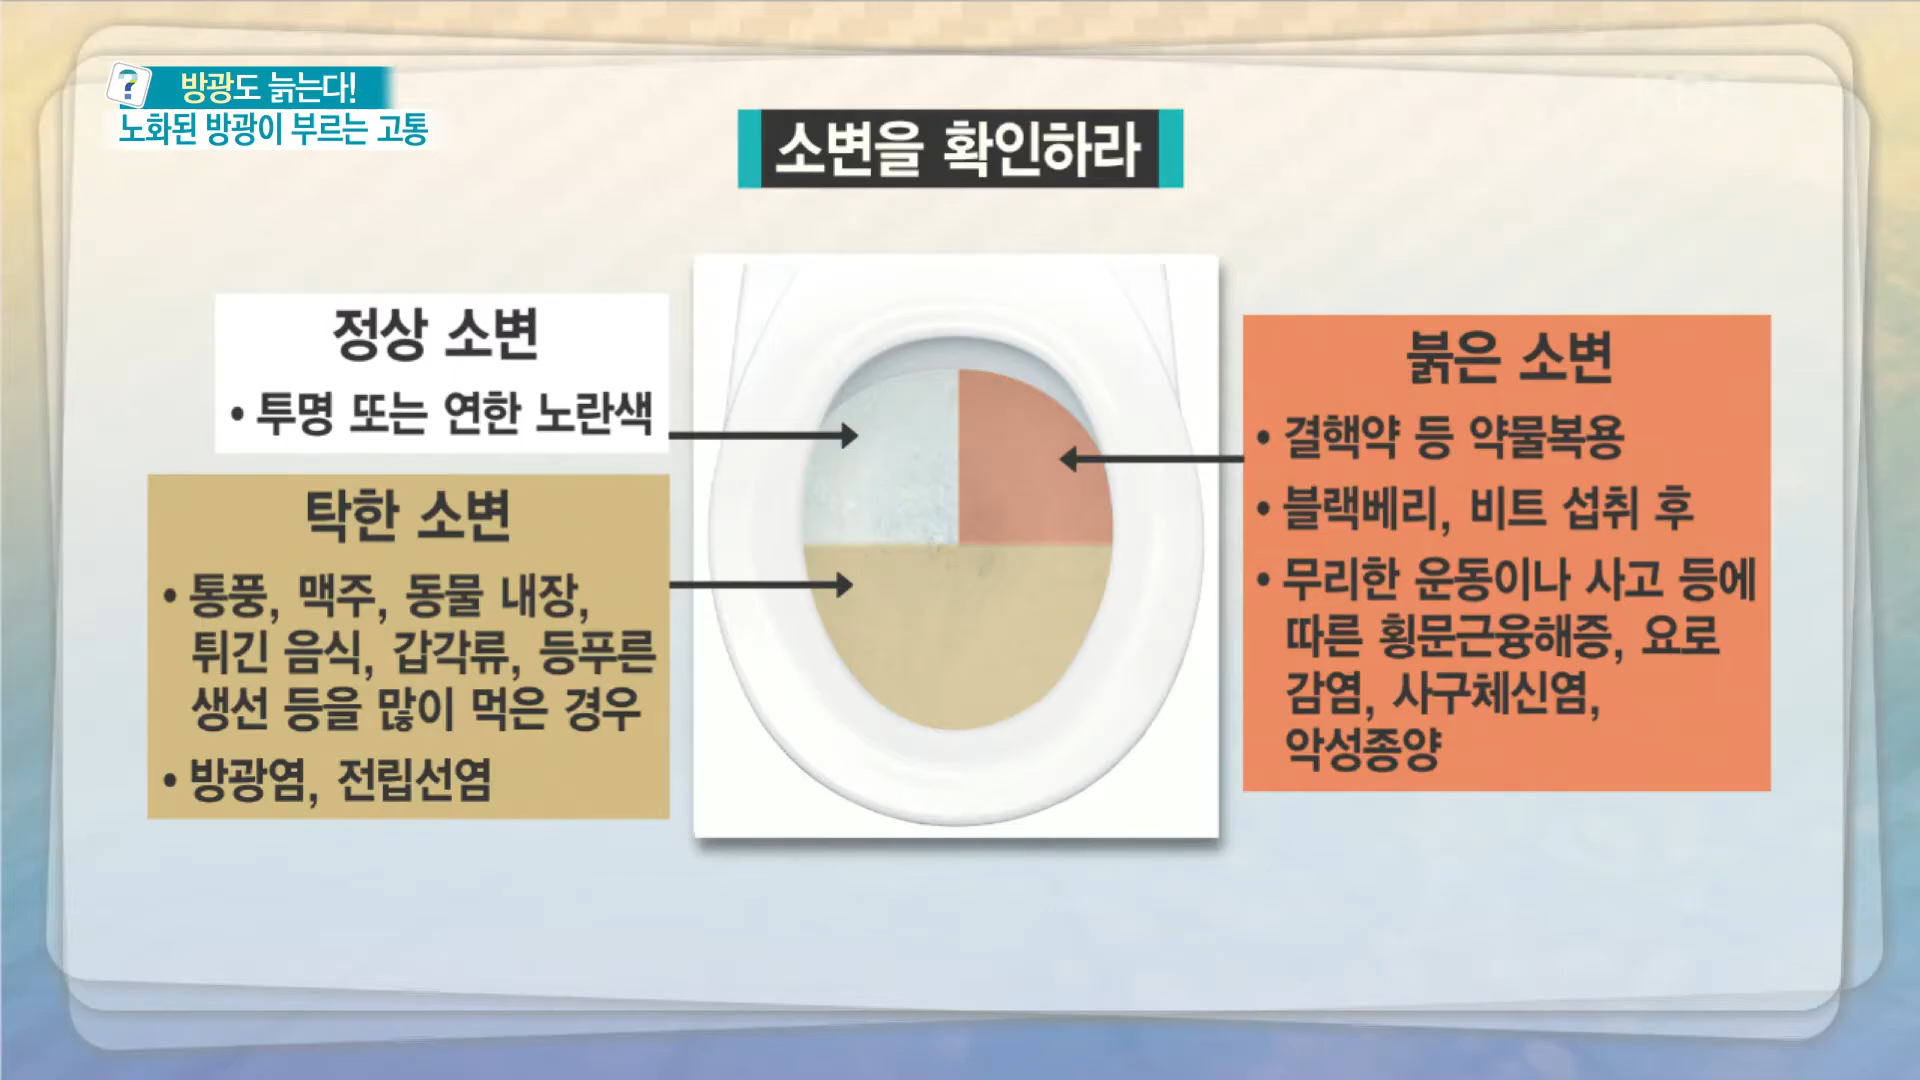 방광도 늙는다!
노화된 방광이 부르는 고통
소변을 확인하라
정상 소변
• 투명 또는 연한 노란색
탁한 소변
• 통풍, 맥주, 동물 내장,
튀긴 음식, 갑각류, 등푸른
생선 등을 많이 먹은 경우
• 방광염, 전립선염
붉은 소변
• 결핵약 등 약물복용
• 블랙베리, 비트 섭취 후
• 무리한 운동이나 사고 등에
따른 횡문근융해증, 요로
감염, 사구체신염,
악성종양